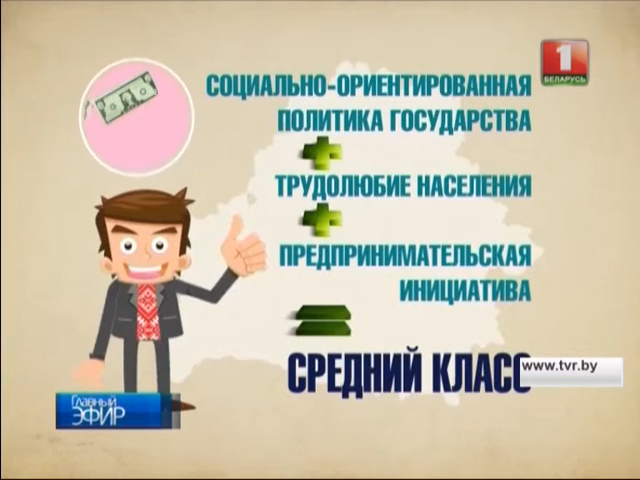 1
БЕЛАРУСЬ
СОЦИАЛЬНО-ОРИЕНТИРОВАННАЯ
ПОЛИТИКА ГОСУДАРСТВА
+
ТРУДОЛЮБИЕ НАСЕЛЕНИЯ
+
ПРЕДПРИНИМАТЕЛЬСКАЯ
ИНИЦИАТИВА
=
СРЕДНИЙ КЛАСС
www.tvr.by
Главный
ЭФИР